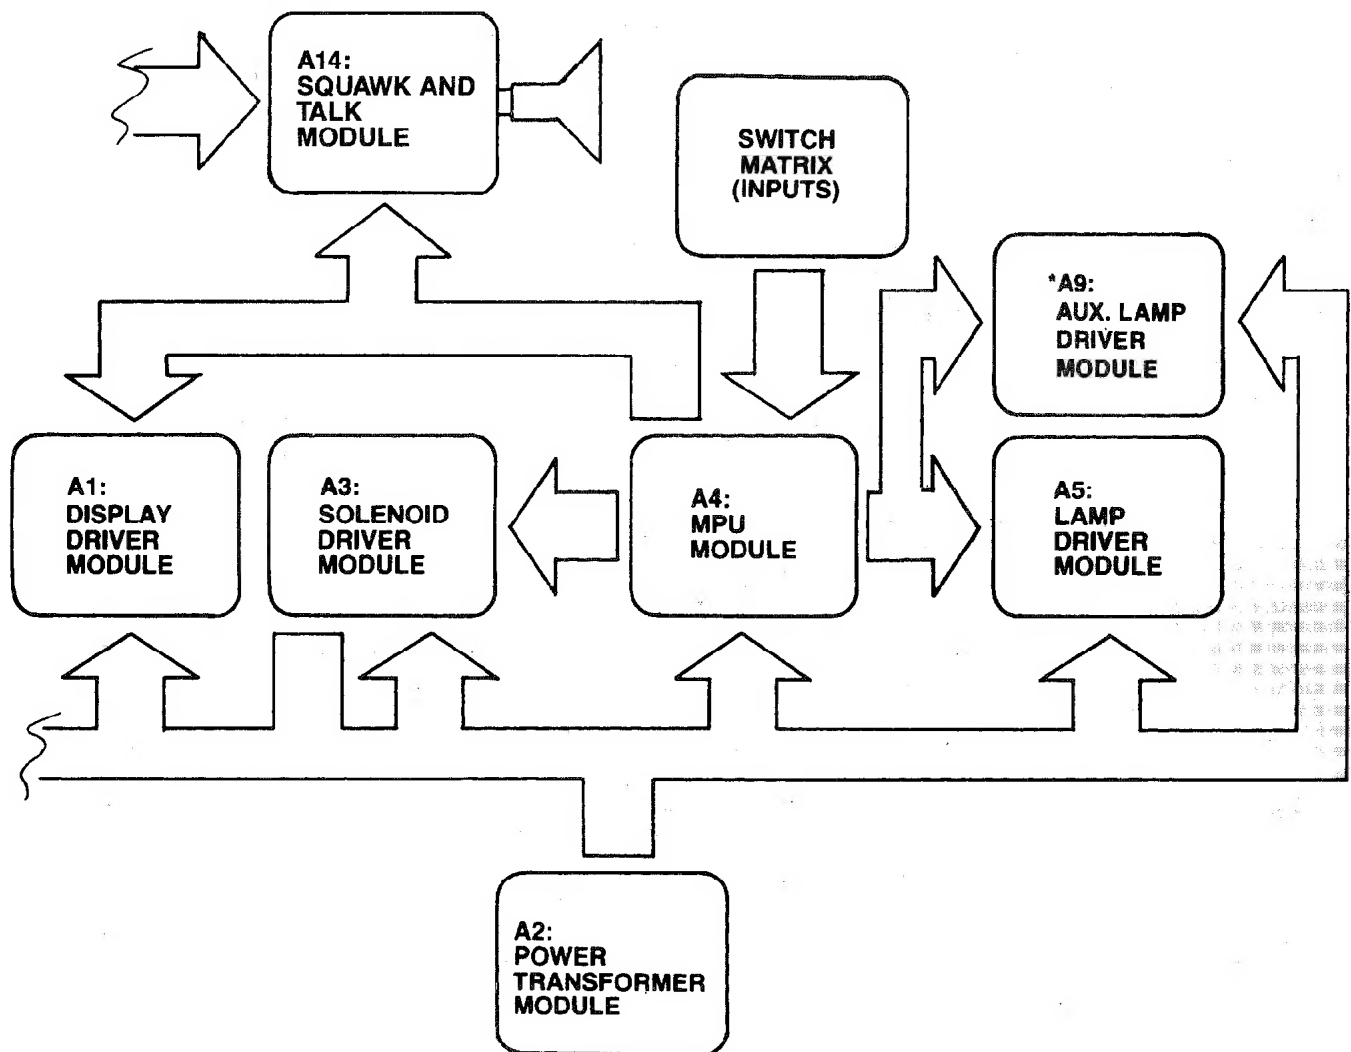 A14:
SQUAWK AND
TALK
MODULE
SWITCH
MATRIX
(INPUTS)
*A9:
AUX. LAMP
DRIVER
MODULE
A1:
DISPLAY
DRIVER
MODULE
A3:
SOLENOID
DRIVER
MODULE
A4:
MPU
MODULE
A5:
LAMP
DRIVER
MODULE
A2:
POWER
TRANSFORMER
MODULE